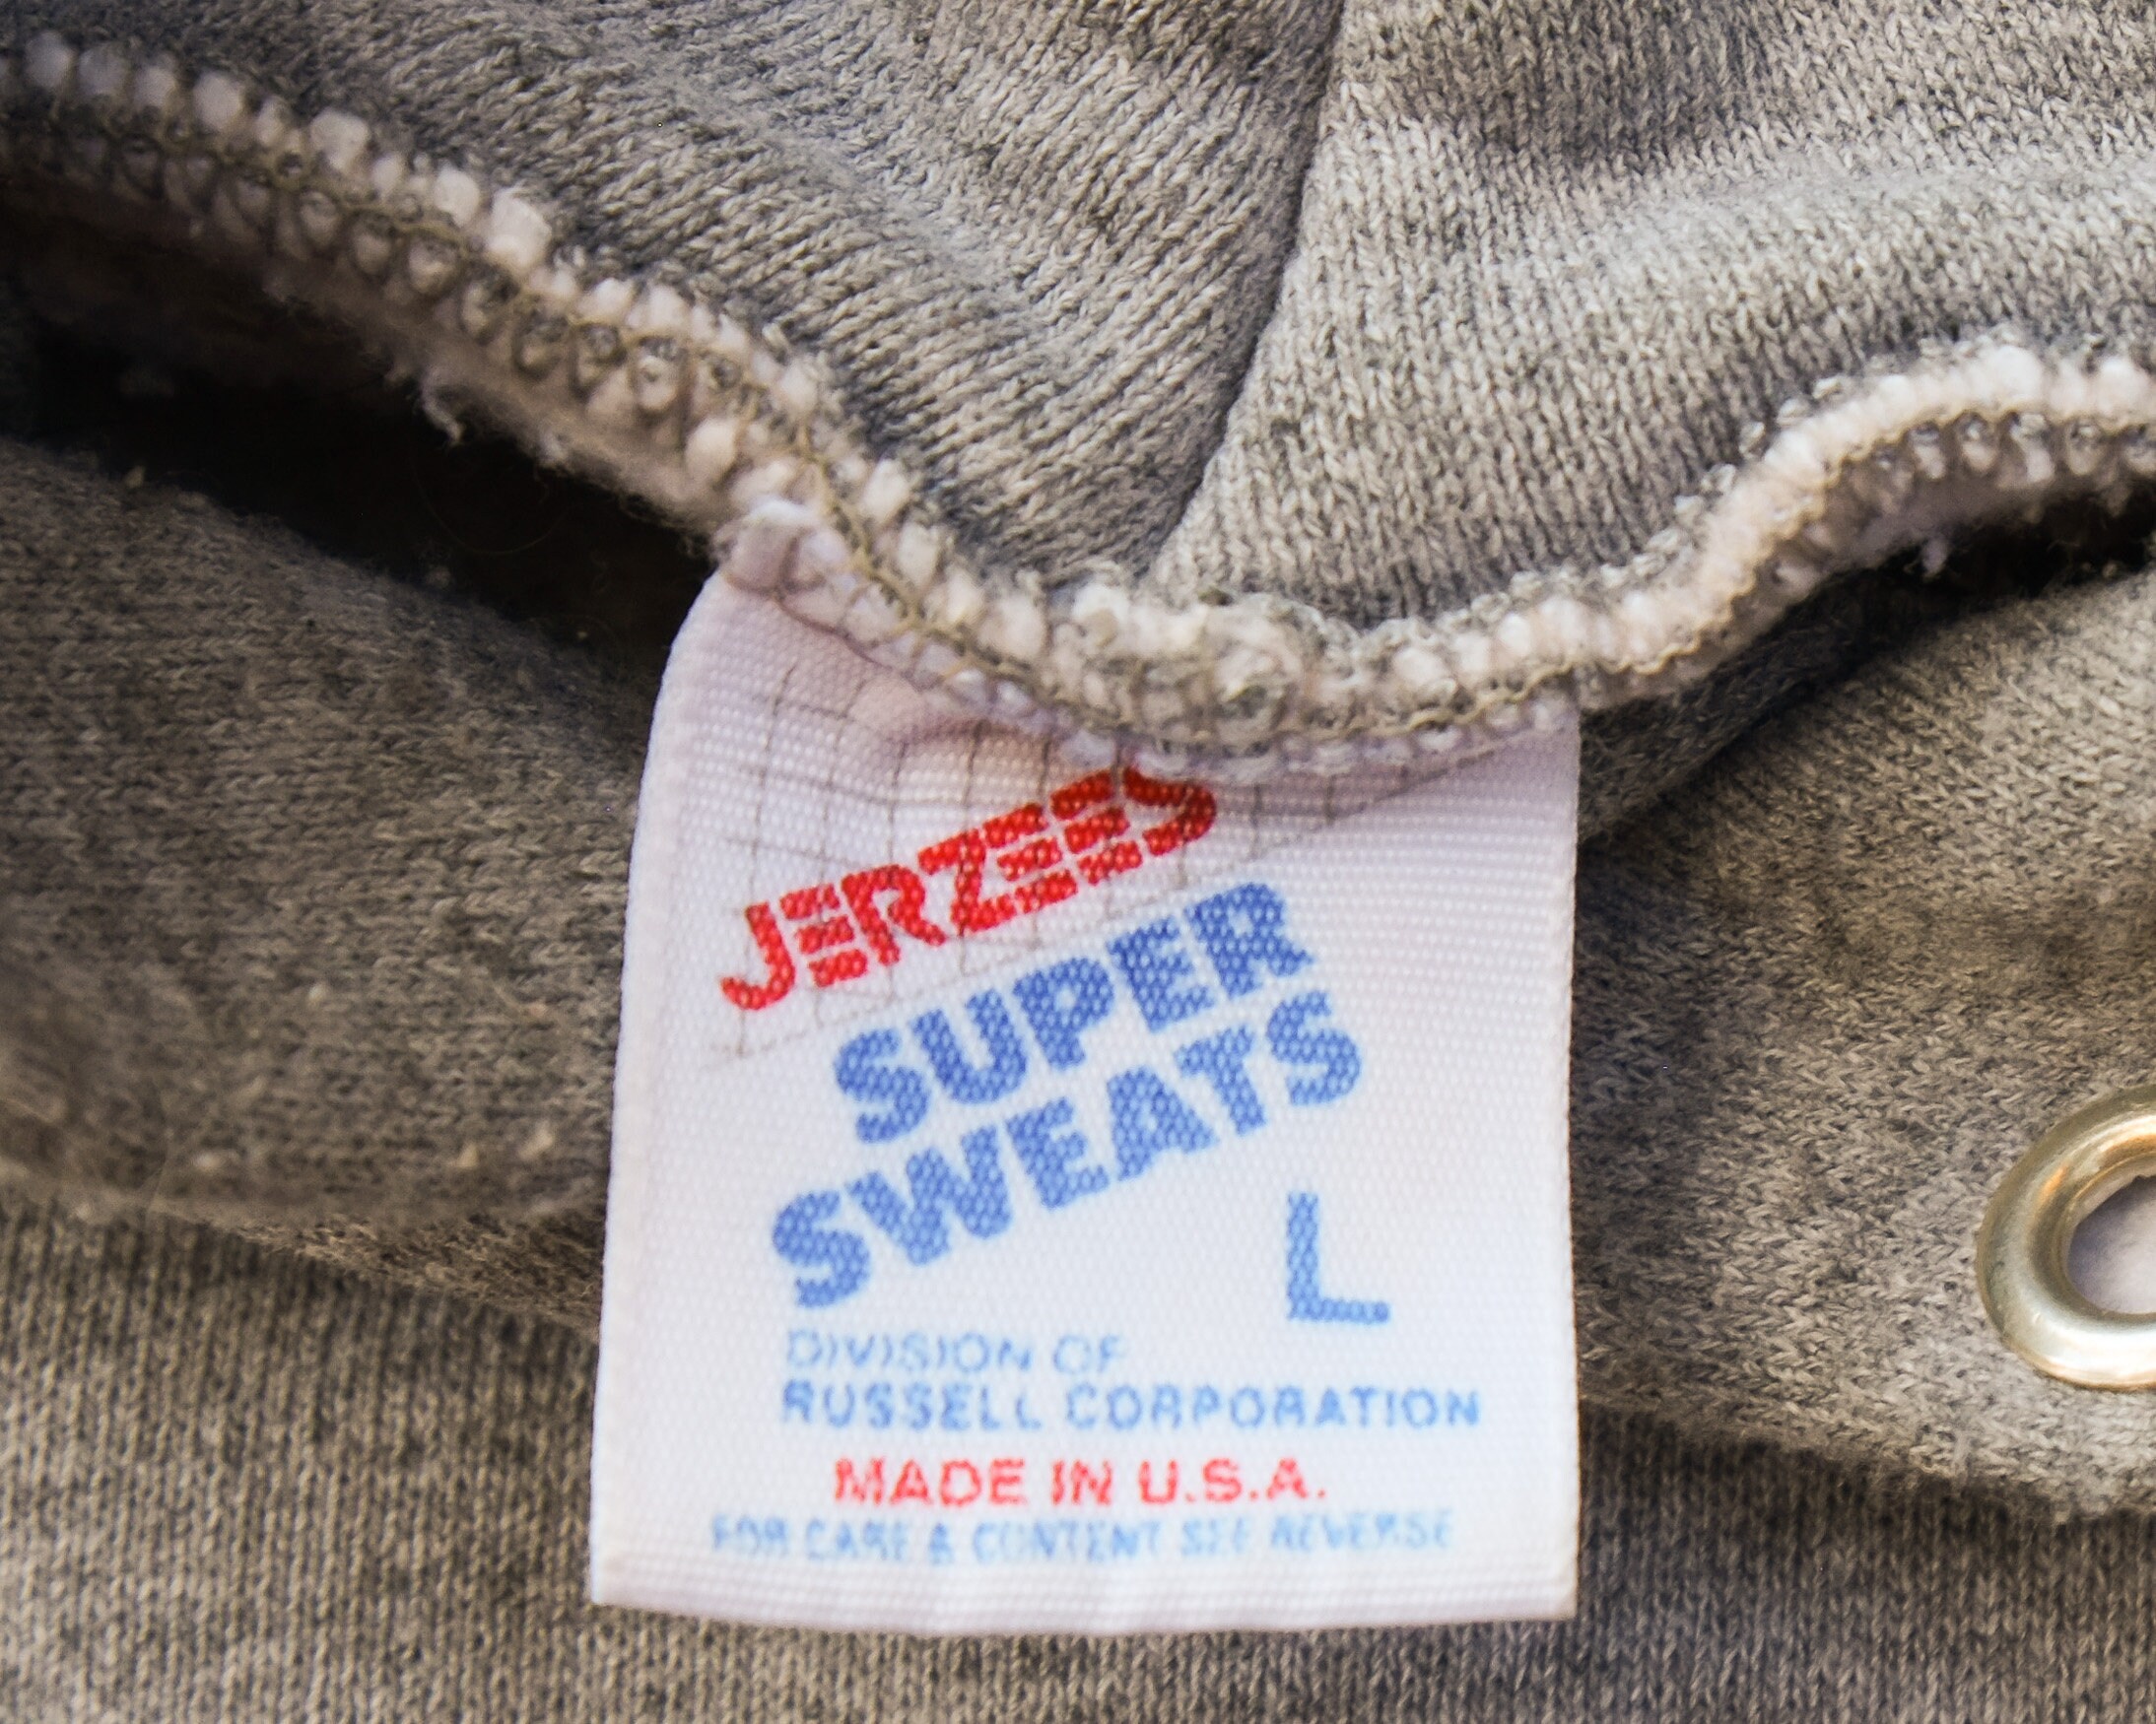 JERZEES
SUPER
SWEATS
L
DIVISION OF
RUSSELL CORPORATION
MADE IN U.S.A.
FOR CARE & CONTENT SEE REVERSE